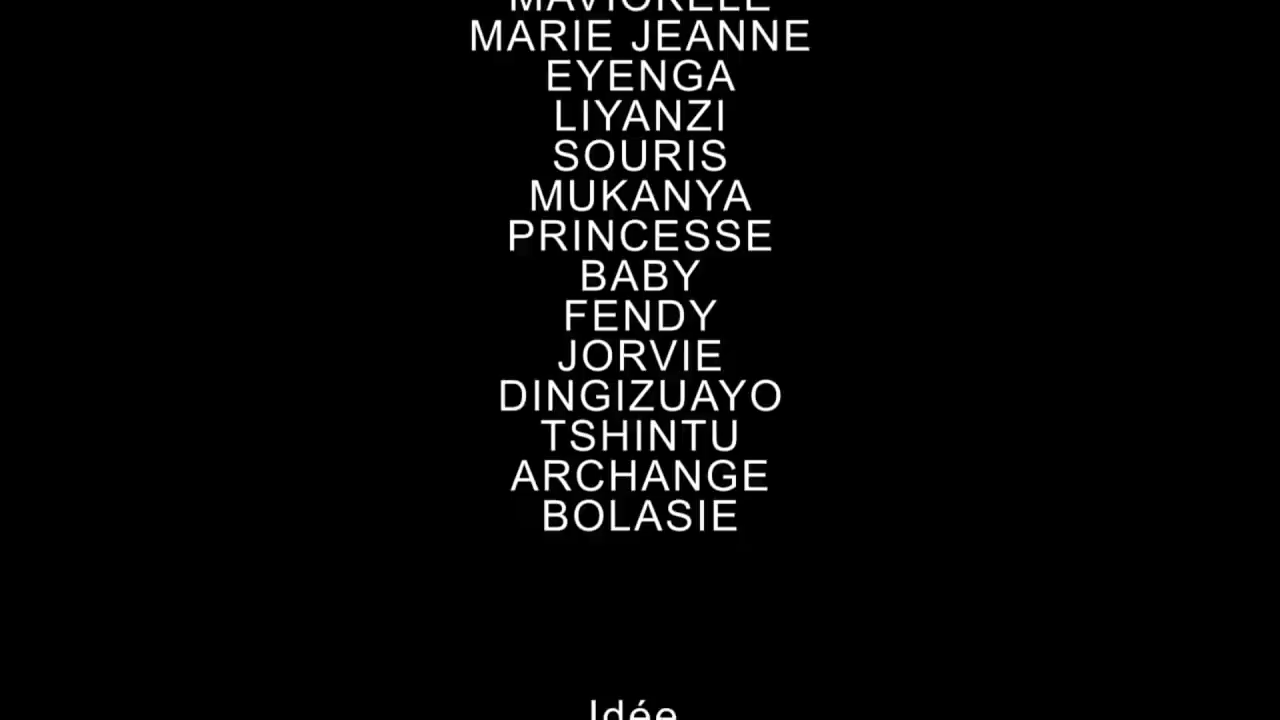 MARIE JEANNE
EYENGA
LIYANZI
SOURIS
MUKANYA
PRINCESSE
BABY
FENDY
JORVIE
DINGIZUAYO
TSHINTU
ARCHANGE
BOLASIE
Idée